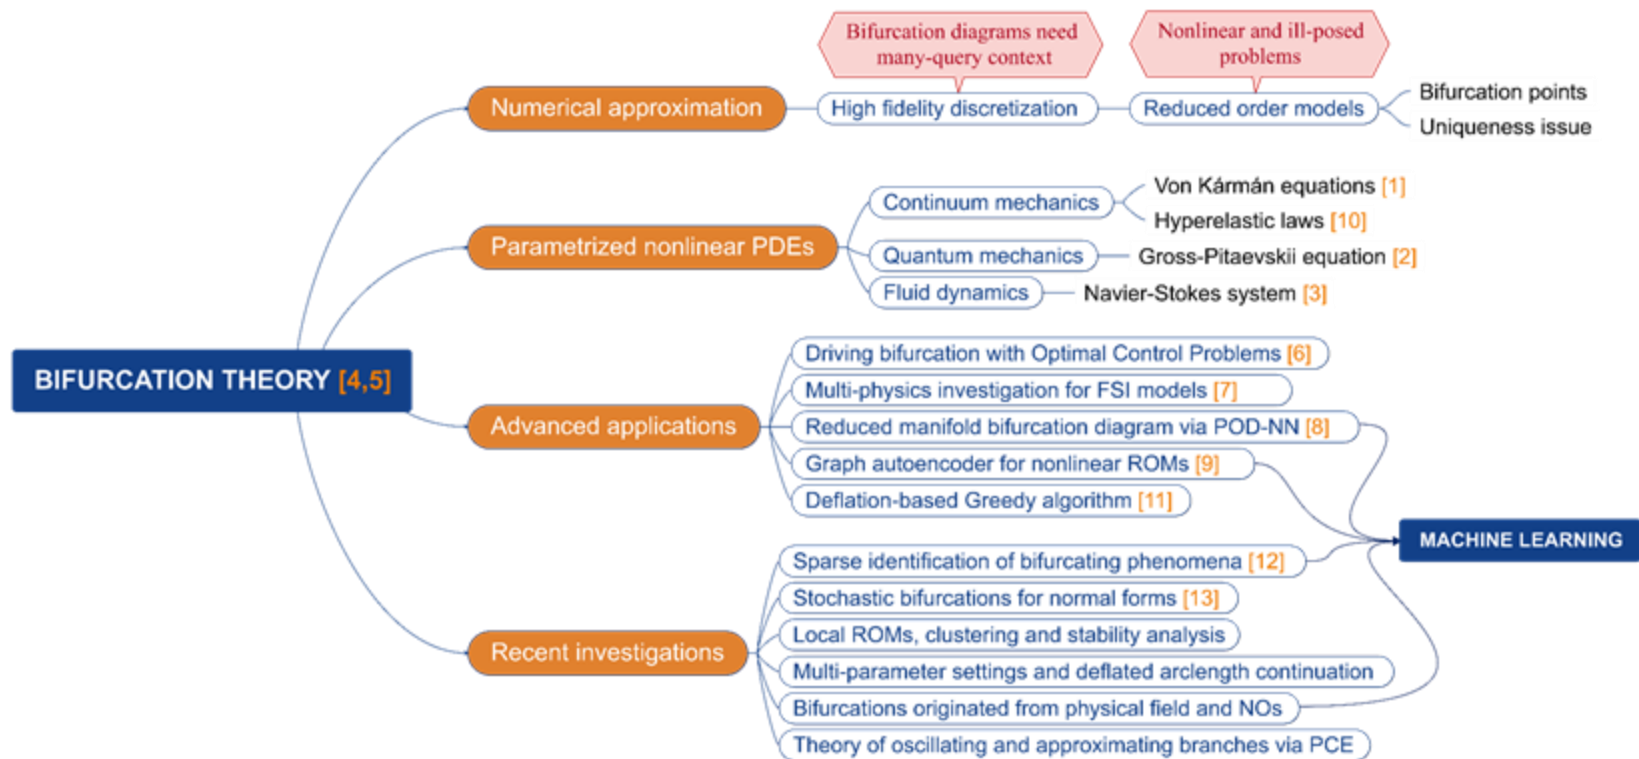 Bifurcation diagrams need
many-query context
Nonlinear and ill-posed
problems
Numerical approximation
High fidelity discretization
Reduced order models
Bifurcation points
Uniqueness issue
Parametrized nonlinear PDEs
Continuum mechanics
Von Kármán equations [1]
Hyperelastic laws [10]
Quantum mechanics
Gross-Pitaevskii equation [2]
Fluid dynamics
Navier-Stokes system [3]
BIFURCATION THEORY [4,5]
Advanced applications
Driving bifurcation with Optimal Control Problems [6]
Multi-physics investigation for FSI models [7]
Reduced manifold bifurcation diagram via POD-NN [8]
Graph autoencoder for nonlinear ROMs [9]
Deflation-based Greedy algorithm [11]
MACHINE LEARNING
Recent investigations
Sparse identification of bifurcating phenomena [12]
Stochastic bifurcations for normal forms [13]
Local ROMs, clustering and stability analysis
Multi-parameter settings and deflated arclength continuation
Bifurcations originated from physical field and NOs
Theory of oscillating and approximating branches via PCE